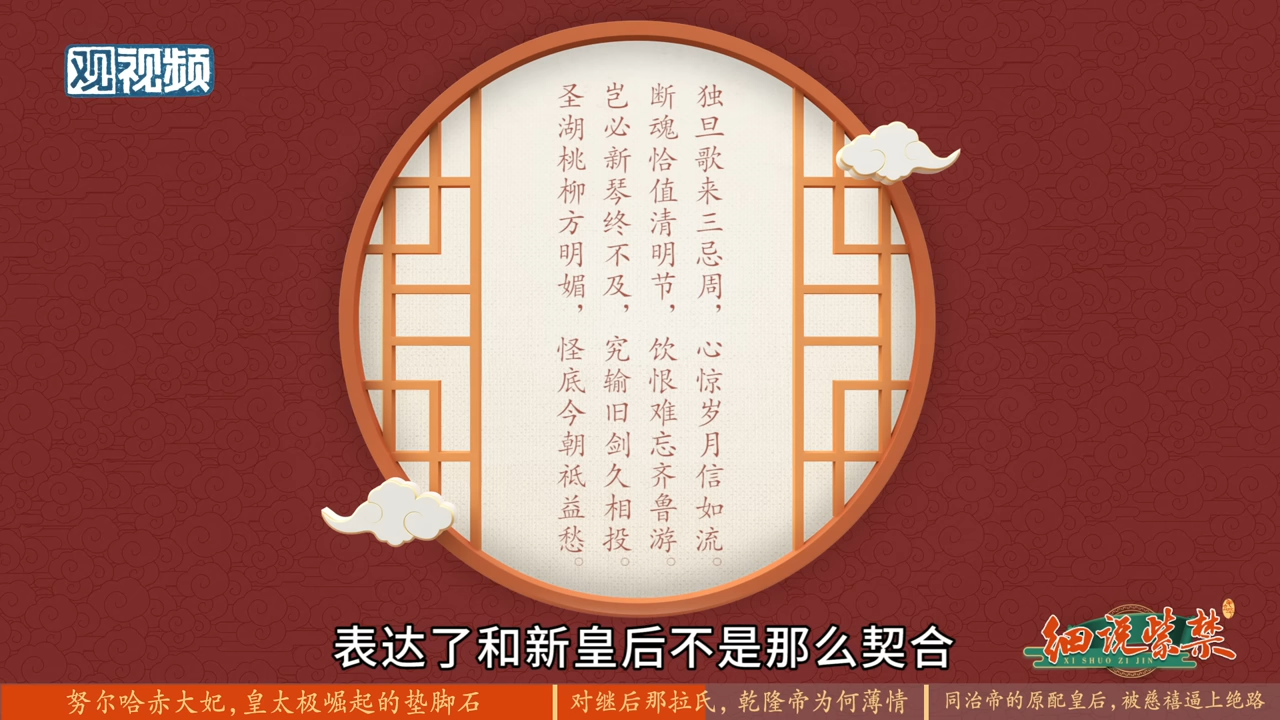 观视频
独旦歌来三忌周，心惊岁月信如流。
断魂恰值清明节，饮恨难忘齐鲁游。
岂必新琴终不及，究输旧剑久相投。
圣湖桃柳方明媚，怪底今朝祗益愁。
表达了和新皇后不是那么契合
细说紫禁
XI SHUO ZI JIN
努尔哈赤大妃，皇太极崛起的垫脚石
对继后那拉氏，乾隆帝为何薄情
同治帝的原配皇后，被慈禧逼上绝路